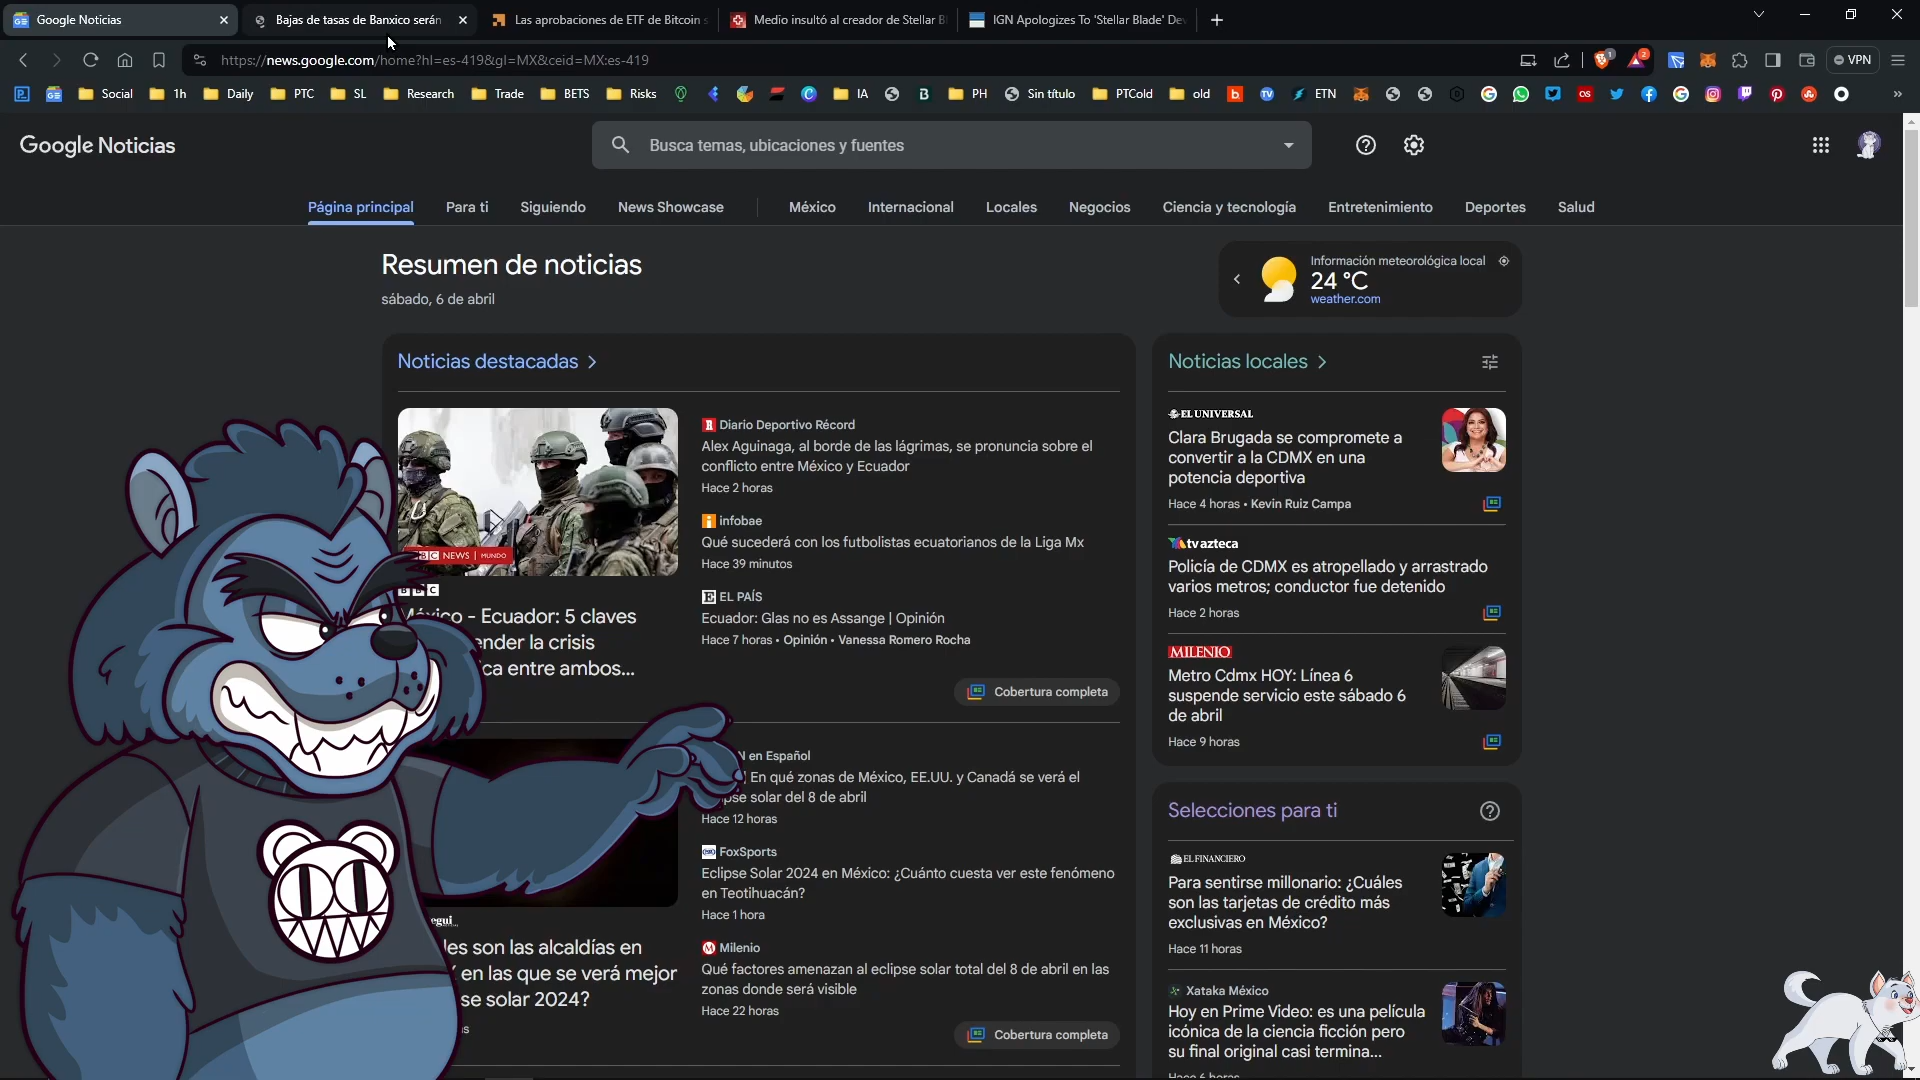 Google Noticias
Bajas de tasas de Banxico serán
Las aprobaciones de ETF de Bitcoin s
Medio insultó al creador de Stellar B
IGN Apologizes To 'Stellar Blade' De
https://news.google.com/home?hl=es-419&gl=MX&ceid=MX:es-419
1
2
VPN
Social
1h
Daily
PTC
SL
Research
Trade
BETS
Risks
IA
PH
Sin título
PTCold
old
ETN
Google Noticias
Busca temas, ubicaciones y fuentes
Página principal
Para ti
Siguiendo
News Showcase
México
Internacional
Locales
Negocios
Ciencia y tecnología
Entretenimiento
Deportes
Salud
Resumen de noticias
sábado, 6 de abril
Información meteorológica local
24 °C
weather.com
Noticias destacadas
BBC NEWS | MUNDO
BBC
México - Ecuador: 5 claves
ender la crisis
ca entre ambos...
Diario Deportivo Récord
Alex Aguinaga, al borde de las lágrimas, se pronuncia sobre el
conflicto entre México y Ecuador
Hace 2 horas
infobae
Qué sucederá con los futbolistas ecuatorianos de la Liga Mx
Hace 39 minutos
EL PAÍS
Ecuador: Glas no es Assange | Opinión
Hace 7 horas • Opinión • Vanessa Romero Rocha
Cobertura completa
N en Español
En qué zonas de México, EE.UU. y Canadá se verá el
pse solar del 8 de abril
Hace 12 horas
FoxSports
Eclipse Solar 2024 en México: ¿Cuánto cuesta ver este fenómeno
en Teotihuacán?
Hace 1 hora
Milenio
Qué factores amenazan al eclipse solar total del 8 de abril en las
zonas donde será visible
Hace 22 horas
Cobertura completa
les son las alcaldías en
en las que se verá mejor
se solar 2024?
Noticias locales
EL UNIVERSAL
Clara Brugada se compromete a
convertir a la CDMX en una
potencia deportiva
Hace 4 horas • Kevin Ruiz Campa
tv azteca
Policía de CDMX es atropellado y arrastrado
varios metros; conductor fue detenido
Hace 2 horas
MILENIO
Metro Cdmx HOY: Línea 6
suspende servicio este sábado 6
de abril
Hace 9 horas
Selecciones para ti
EL FINANCIERO
Para sentirse millonario: ¿Cuáles
son las tarjetas de crédito más
exclusivas en México?
Hace 11 horas
Xataka México
Hoy en Prime Video: es una película
icónica de la ciencia ficción pero
su final original casi termina...
Hace 6 horas